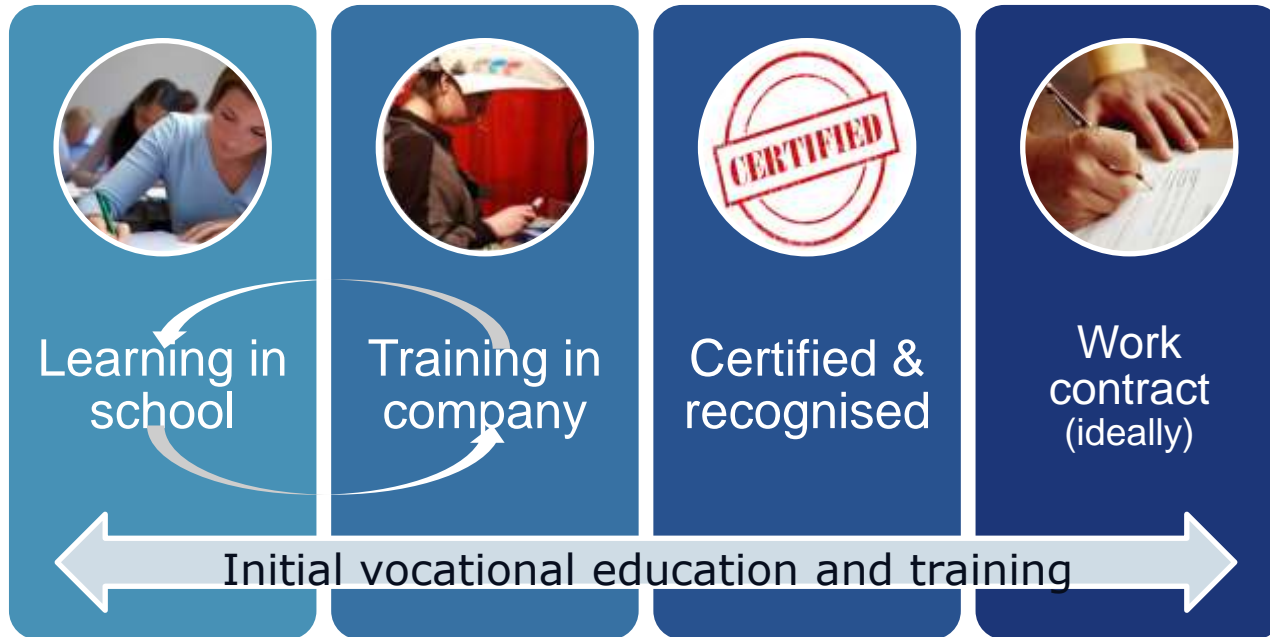 CERTIFIED
Learning in
school
Training in
company
Certified &
recognised
Work
contract
(ideally)
Initial vocational education and training